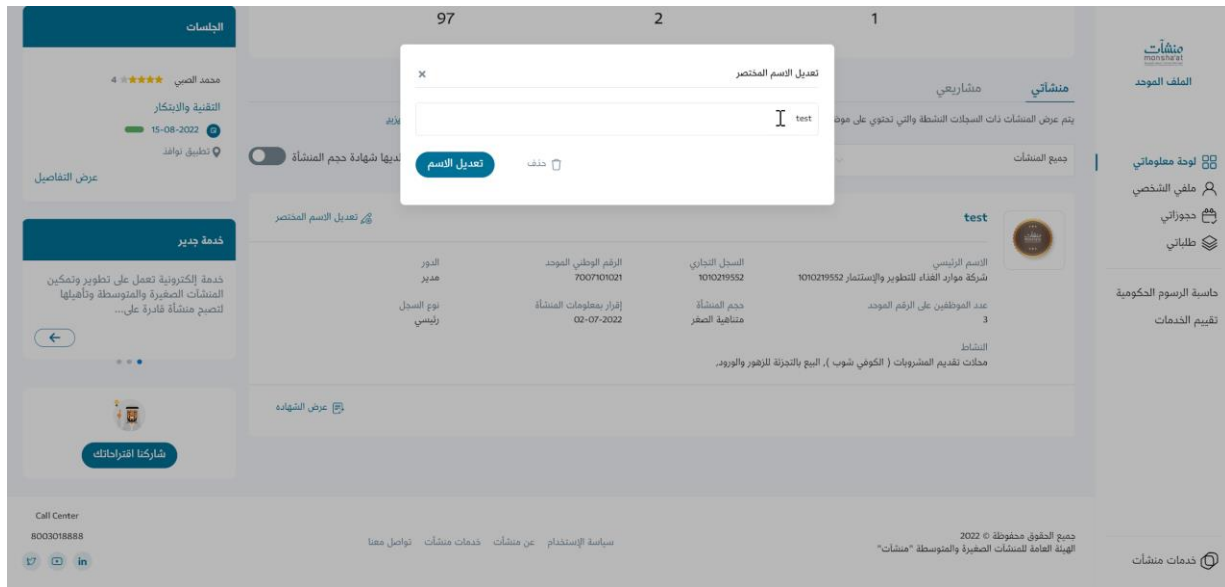 منشآت
monsha'at
الملف الموحد
لوحة معلوماتي
ملفي الشخصي
حجوزاتي
طلباتي
حاسبة الرسوم الحكومية
تقييم الخدمات
خدمات منشآت
1
2
97
منشآتي
مشاريعي
يتم عرض المنشآت ذات السجلات النشطة والتي تحتوي على
جميع المنشآت
لديها شهادة حجم المنشأة
تعديل الاسم المختصر
×
test
حذف
تعديل الاسم
test
تعديل الاسم المختصر
الاسم الرئيسي
شركة موارد الغذاء للتطوير والإستثمار 1010219552
السجل التجاري
1010219552
الرقم الوطني الموحد
7007101021
الدور
مدير
عدد الموظفين على الرقم الموحد
3
حجم المنشأة
متناهية الصغر
إقرار بمعلومات المنشأة
02-07-2022
نوع السجل
رئيسي
النشاط
محلات تقديم المشروبات ( الكوفي شوب ), البيع بالتجزئة للزهور والورود,
عرض الشهاده
الجلسات
محمد الصبي 4
التقنية والابتكار
15-08-2022
تطبيق نوافذ
عرض التفاصيل
خدمة جدير
خدمة إلكترونية تعمل على تطوير وتمكين
المنشآت الصغيرة والمتوسطة وتأهيلها
لتصبح منشأة قادرة على...
شاركنا اقتراحاتك
جميع الحقوق محفوظة © 2022
الهيئة العامة للمنشآت الصغيرة والمتوسطة "منشآت"
سياسة الإستخدام عن منشآت خدمات منشآت تواصل معنا
Call Center
8003018888